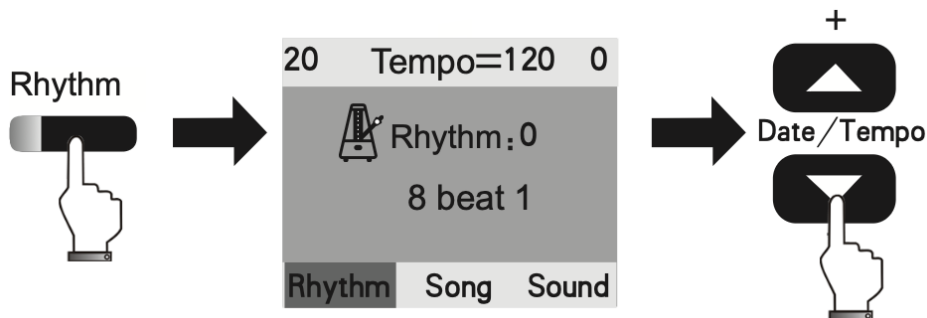 Rhythm
20 Tempo=120 0
Rhythm:0
8 beat 1
Rhythm Song Sound
+
Date/Tempo